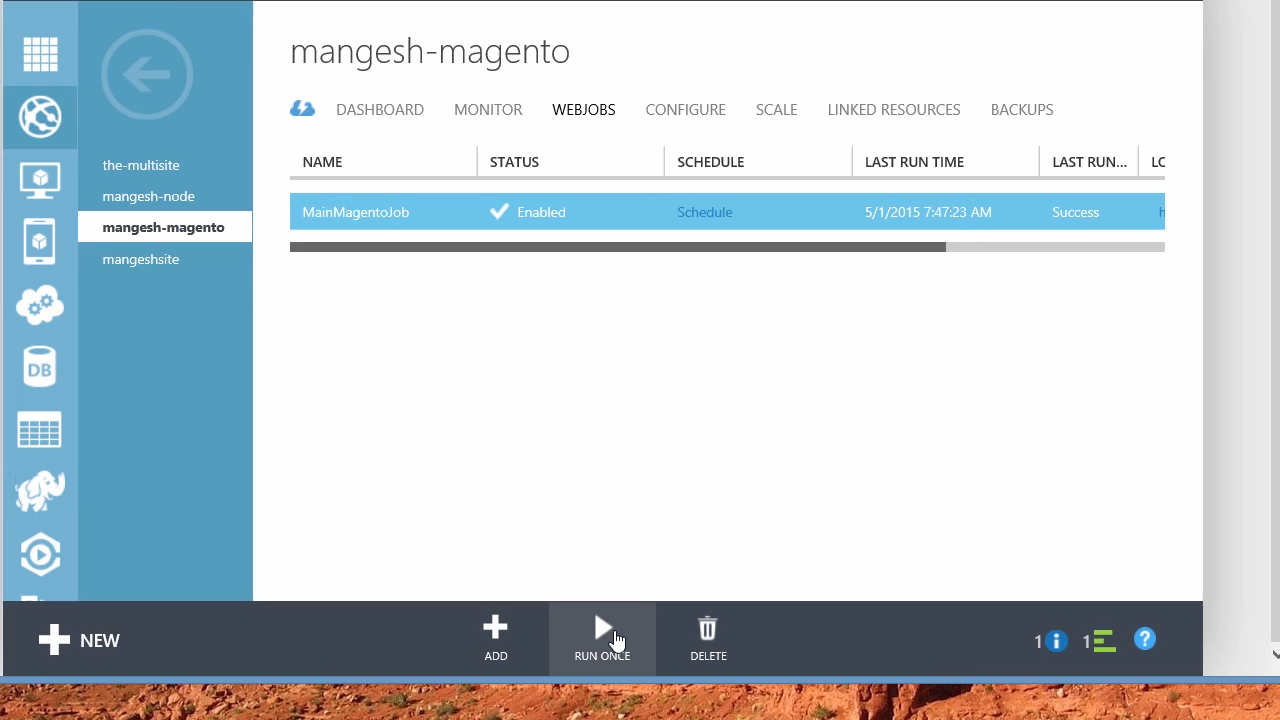 mangesh-magento
DASHBOARD MONITOR WEBJOBS CONFIGURE SCALE LINKED RESOURCES BACKUPS
the-multisite
mangesh-node
mangesh-magento
mangeshsite
NAME STATUS SCHEDULE LAST RUN TIME LAST RUN... LO
MainMagentoJob Enabled Schedule 5/1/2015 7:47:23 AM Success h
DB
NEW
ADD
RUN ONCE
DELETE
1 i 1 ?